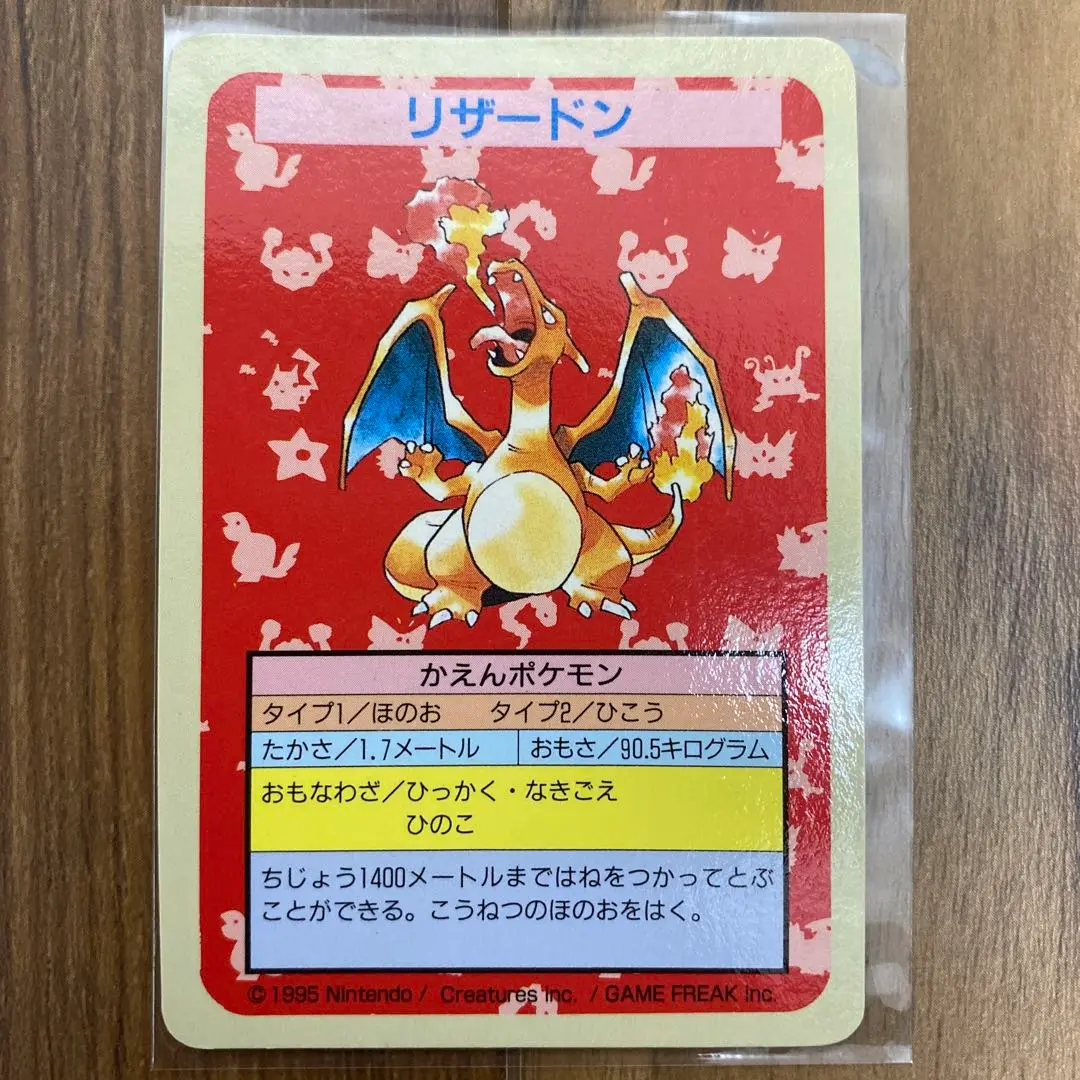 リザードン
かえんポケモン
タイプ1／ほのお　タイプ2／ひこう
たかさ／1.7メートル　おもさ／90.5キログラム
おもなわざ／ひっかく・なきごえ
ひのこ
ちじょう1400メートルまではねをつかってとぶ
ことができる。こうねつのほのおをはく。
©1995 Nintendo / Creatures inc. / GAME FREAK inc.